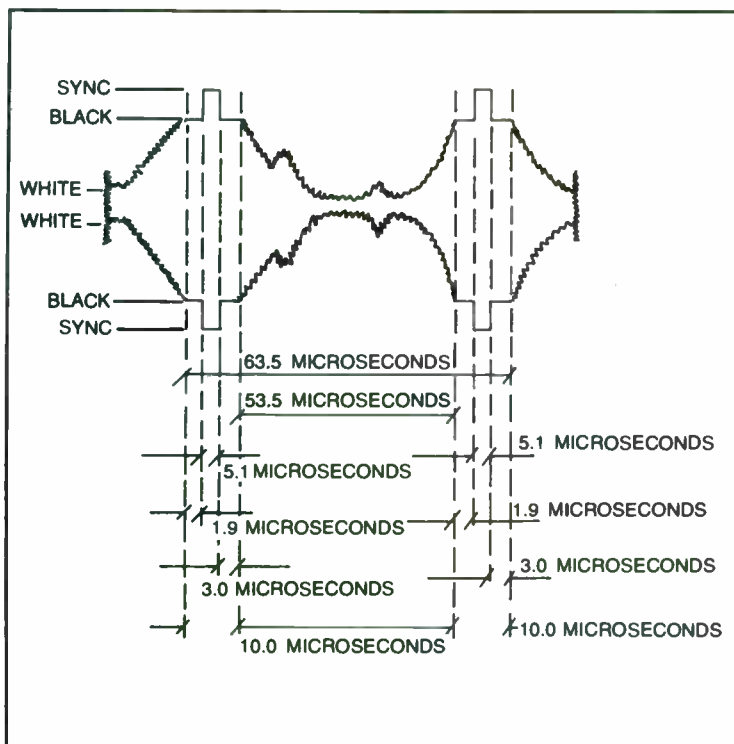 SYNC
BLACK
WHITE
WHITE
BLACK
SYNC
63.5 MICROSECONDS
53.5 MICROSECONDS
5.1 MICROSECONDS
5.1 MICROSECONDS
1.9 MICROSECONDS
1.9 MICROSECONDS
3.0 MICROSECONDS
3.0 MICROSECONDS
10.0 MICROSECONDS
10.0 MICROSECONDS